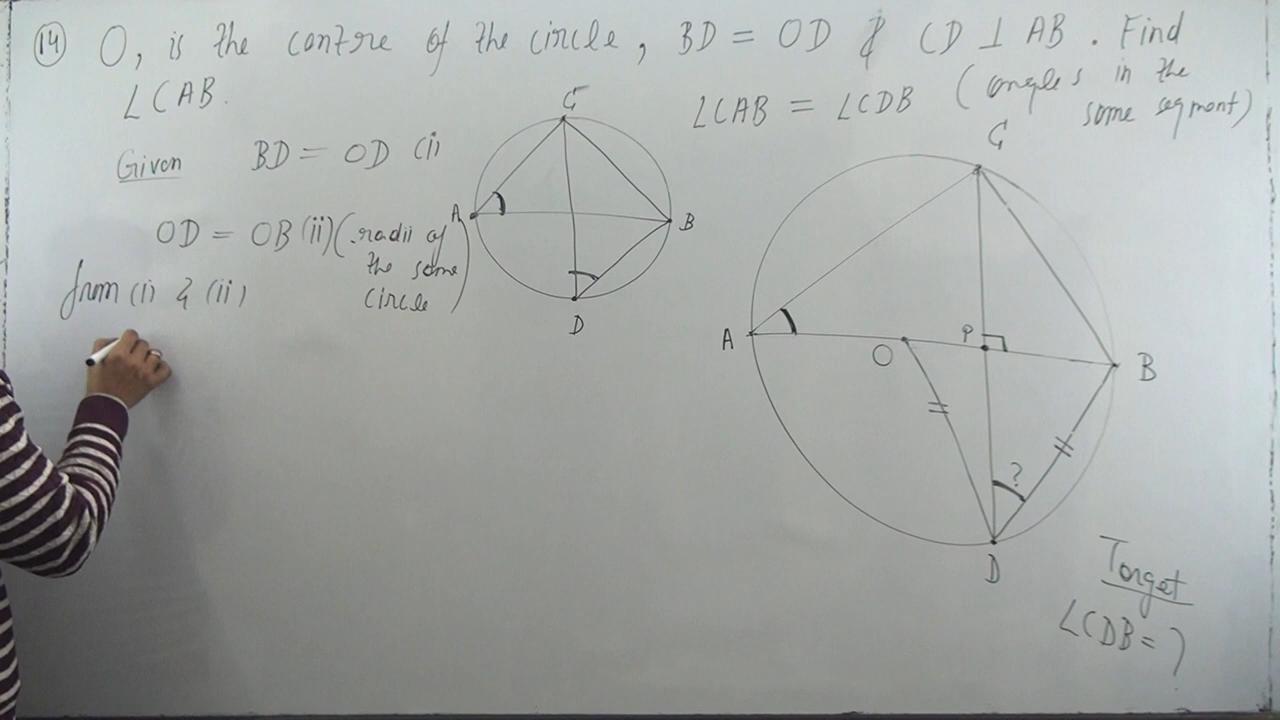 14 O, is the centre of the circle, BD = OD & CD ⊥ AB. Find
∠CAB.
∠CAB = ∠CDB (angles in the
same segment)
Given BD = OD (i)
OD = OB (ii) (radii of
the same
circle)
from (i) & (ii)
C
A
B
D
C
A
O
P
B
?
D
Target
∠CDB = ?